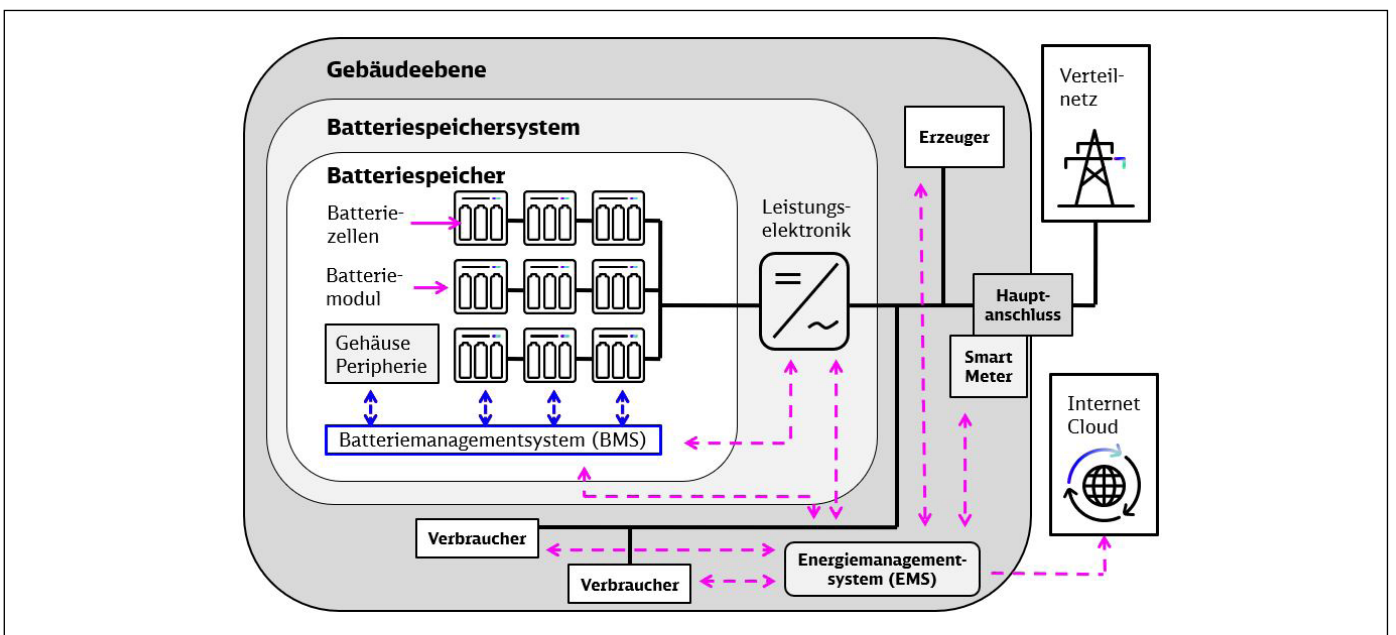 Gebäudeebene
Batteriespeichersystem
Batteriespeicher
Batterie-
zellen
Batterie-
modul
Gehäuse
Peripherie
Batteriemanagementsystem (BMS)
Leistungs-
elektronik
Erzeuger
Verteil-
netz
Haupt-
anschluss
Smart
Meter
Internet
Cloud
Verbraucher
Verbraucher
Energiemanagement-
system (EMS)